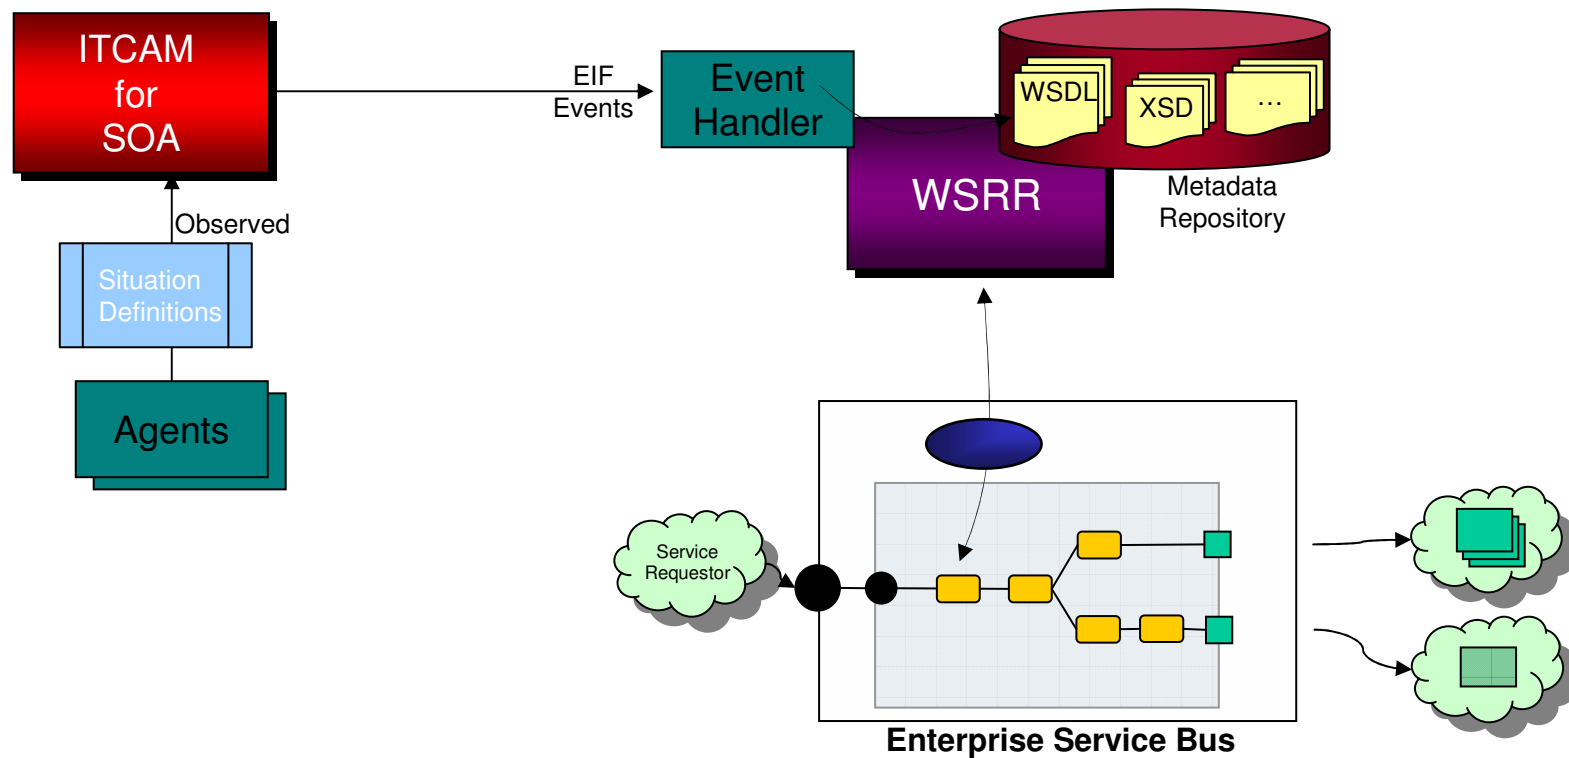 ITCAM
for
SOA
EIF
Events
Event
Handler
WSDL
XSD
...
WSRR
Metadata
Repository
Observed
Situation
Definitions
Agents
Service
Requestor
Enterprise Service Bus